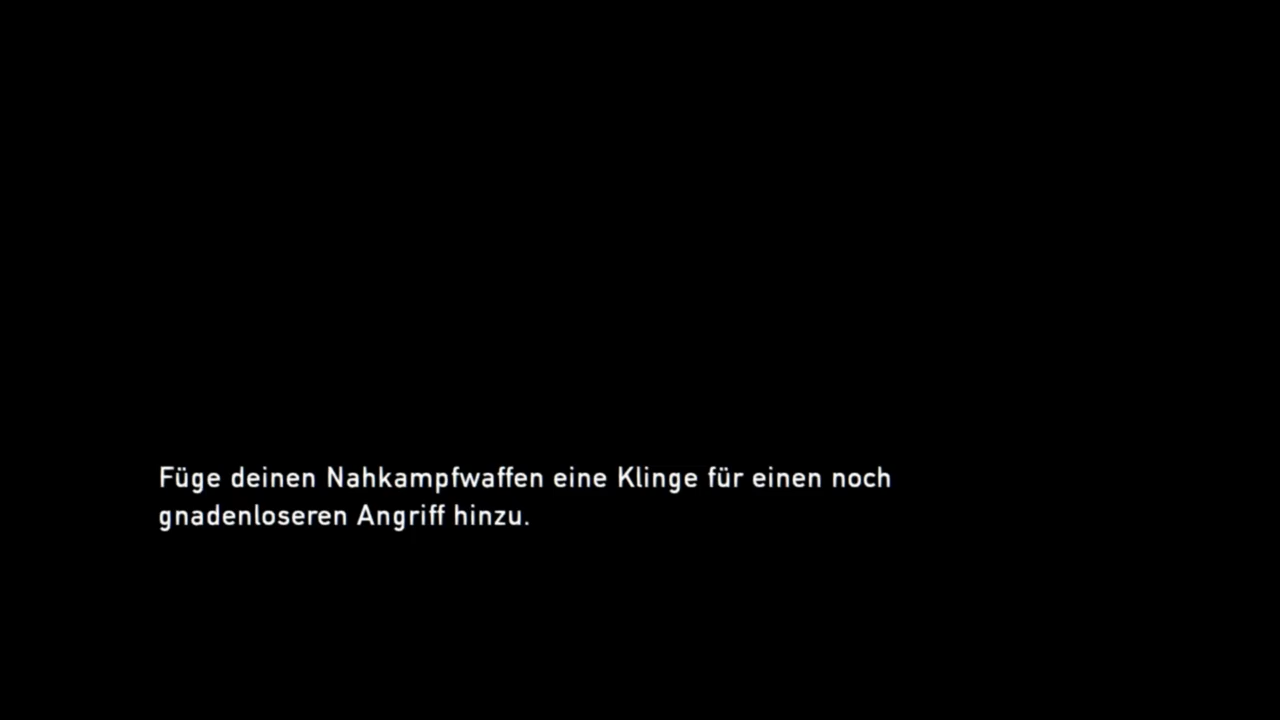 Füge deinen Nahkampfwaffen eine Klinge für einen noch
gnadenloseren Angriff hinzu.